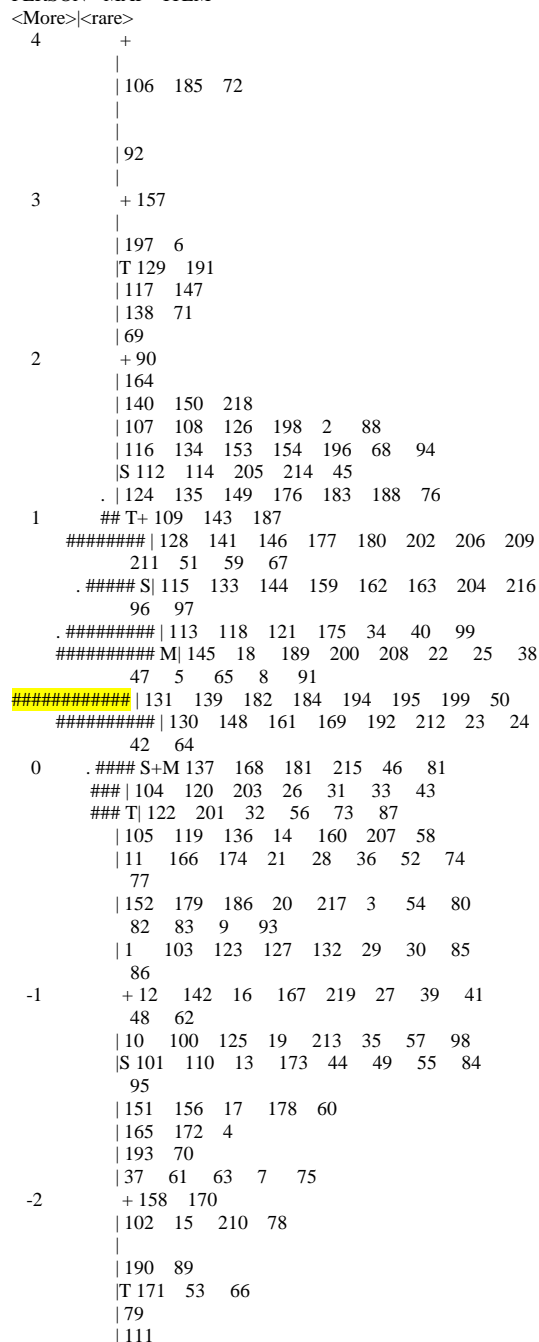 <More>|<rare>
4 +
|
| 106 185 72
|
|
| 92
|
3 + 157
|
| 197 6
|T 129 191
| 117 147
| 138 71
| 69
2 + 90
| 164
| 140 150 218
| 107 108 126 198 2 88
| 116 134 153 154 196 68 94
|S 112 114 205 214 45
. | 124 135 149 176 183 188 76
1 ## T+ 109 143 187
######## | 128 141 146 177 180 202 206 209
211 51 59 67
. ##### S| 115 133 144 159 162 163 204 216
96 97
. ######### | 113 118 121 175 34 40 99
########## M| 145 18 189 200 208 22 25 38
47 5 65 8 91
############ | 131 139 182 184 194 195 199 50
########## | 130 148 161 169 192 212 23 24
42 64
0 . #### S+M 137 168 181 215 46 81
### | 104 120 203 26 31 33 43
### T| 122 201 32 56 73 87
| 105 119 136 14 160 207 58
| 11 166 174 21 28 36 52 74
77
| 152 179 186 20 217 3 54 80
82 83 9 93
| 1 103 123 127 132 29 30 85
86
-1 + 12 142 16 167 219 27 39 41
48 62
| 10 100 125 19 213 35 57 98
|S 101 110 13 173 44 49 55 84
95
| 151 156 17 178 60
| 165 172 4
| 193 70
| 37 61 63 7 75
-2 + 158 170
| 102 15 210 78
|
| 190 89
|T 171 53 66
| 79
| 111